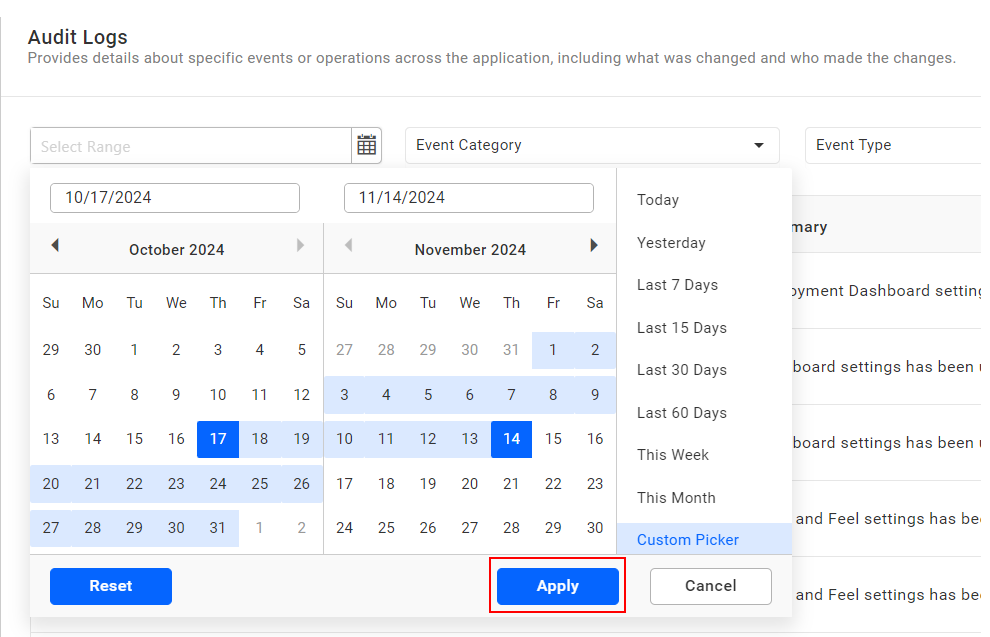 Audit Logs
Provides details about specific events or operations across the application, including what was changed and who made the changes.
Select Range
Event Category
Event Type
10/17/2024
11/14/2024
October 2024
Su Mo Tu We Th Fr Sa
29 30 1 2 3 4 5
6 7 8 9 10 11 12
13 14 15 16 17 18 19
20 21 22 23 24 25 26
27 28 29 30 31 1 2
November 2024
Su Mo Tu We Th Fr Sa
27 28 29 30 31 1 2
3 4 5 6 7 8 9
10 11 12 13 14 15 16
17 18 19 20 21 22 23
24 25 26 27 28 29 30
Today
Yesterday
Last 7 Days
Last 15 Days
Last 30 Days
Last 60 Days
This Week
This Month
Custom Picker
Reset
Apply
Cancel
mary
oyment Dashboard setting
board settings has been
board settings has been
and Feel settings has be
and Feel settings has be